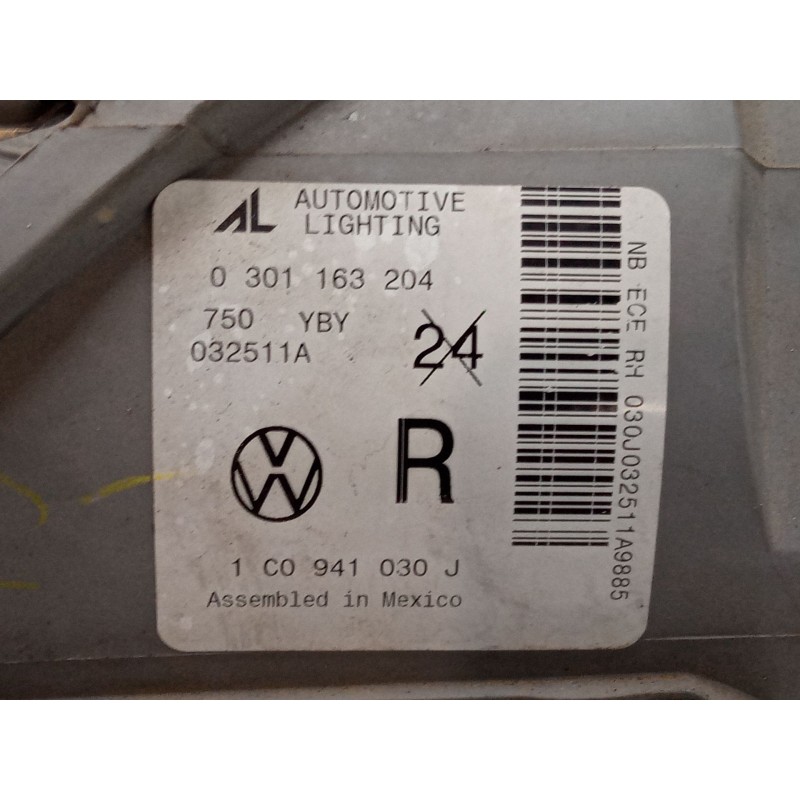 AL AUTOMOTIVE
LIGHTING
0 301 163 204
750 YBY
032511A
24
R
1 C0 941 030 J
Assembled in Mexico
NB ECE RH 030J032511A9885